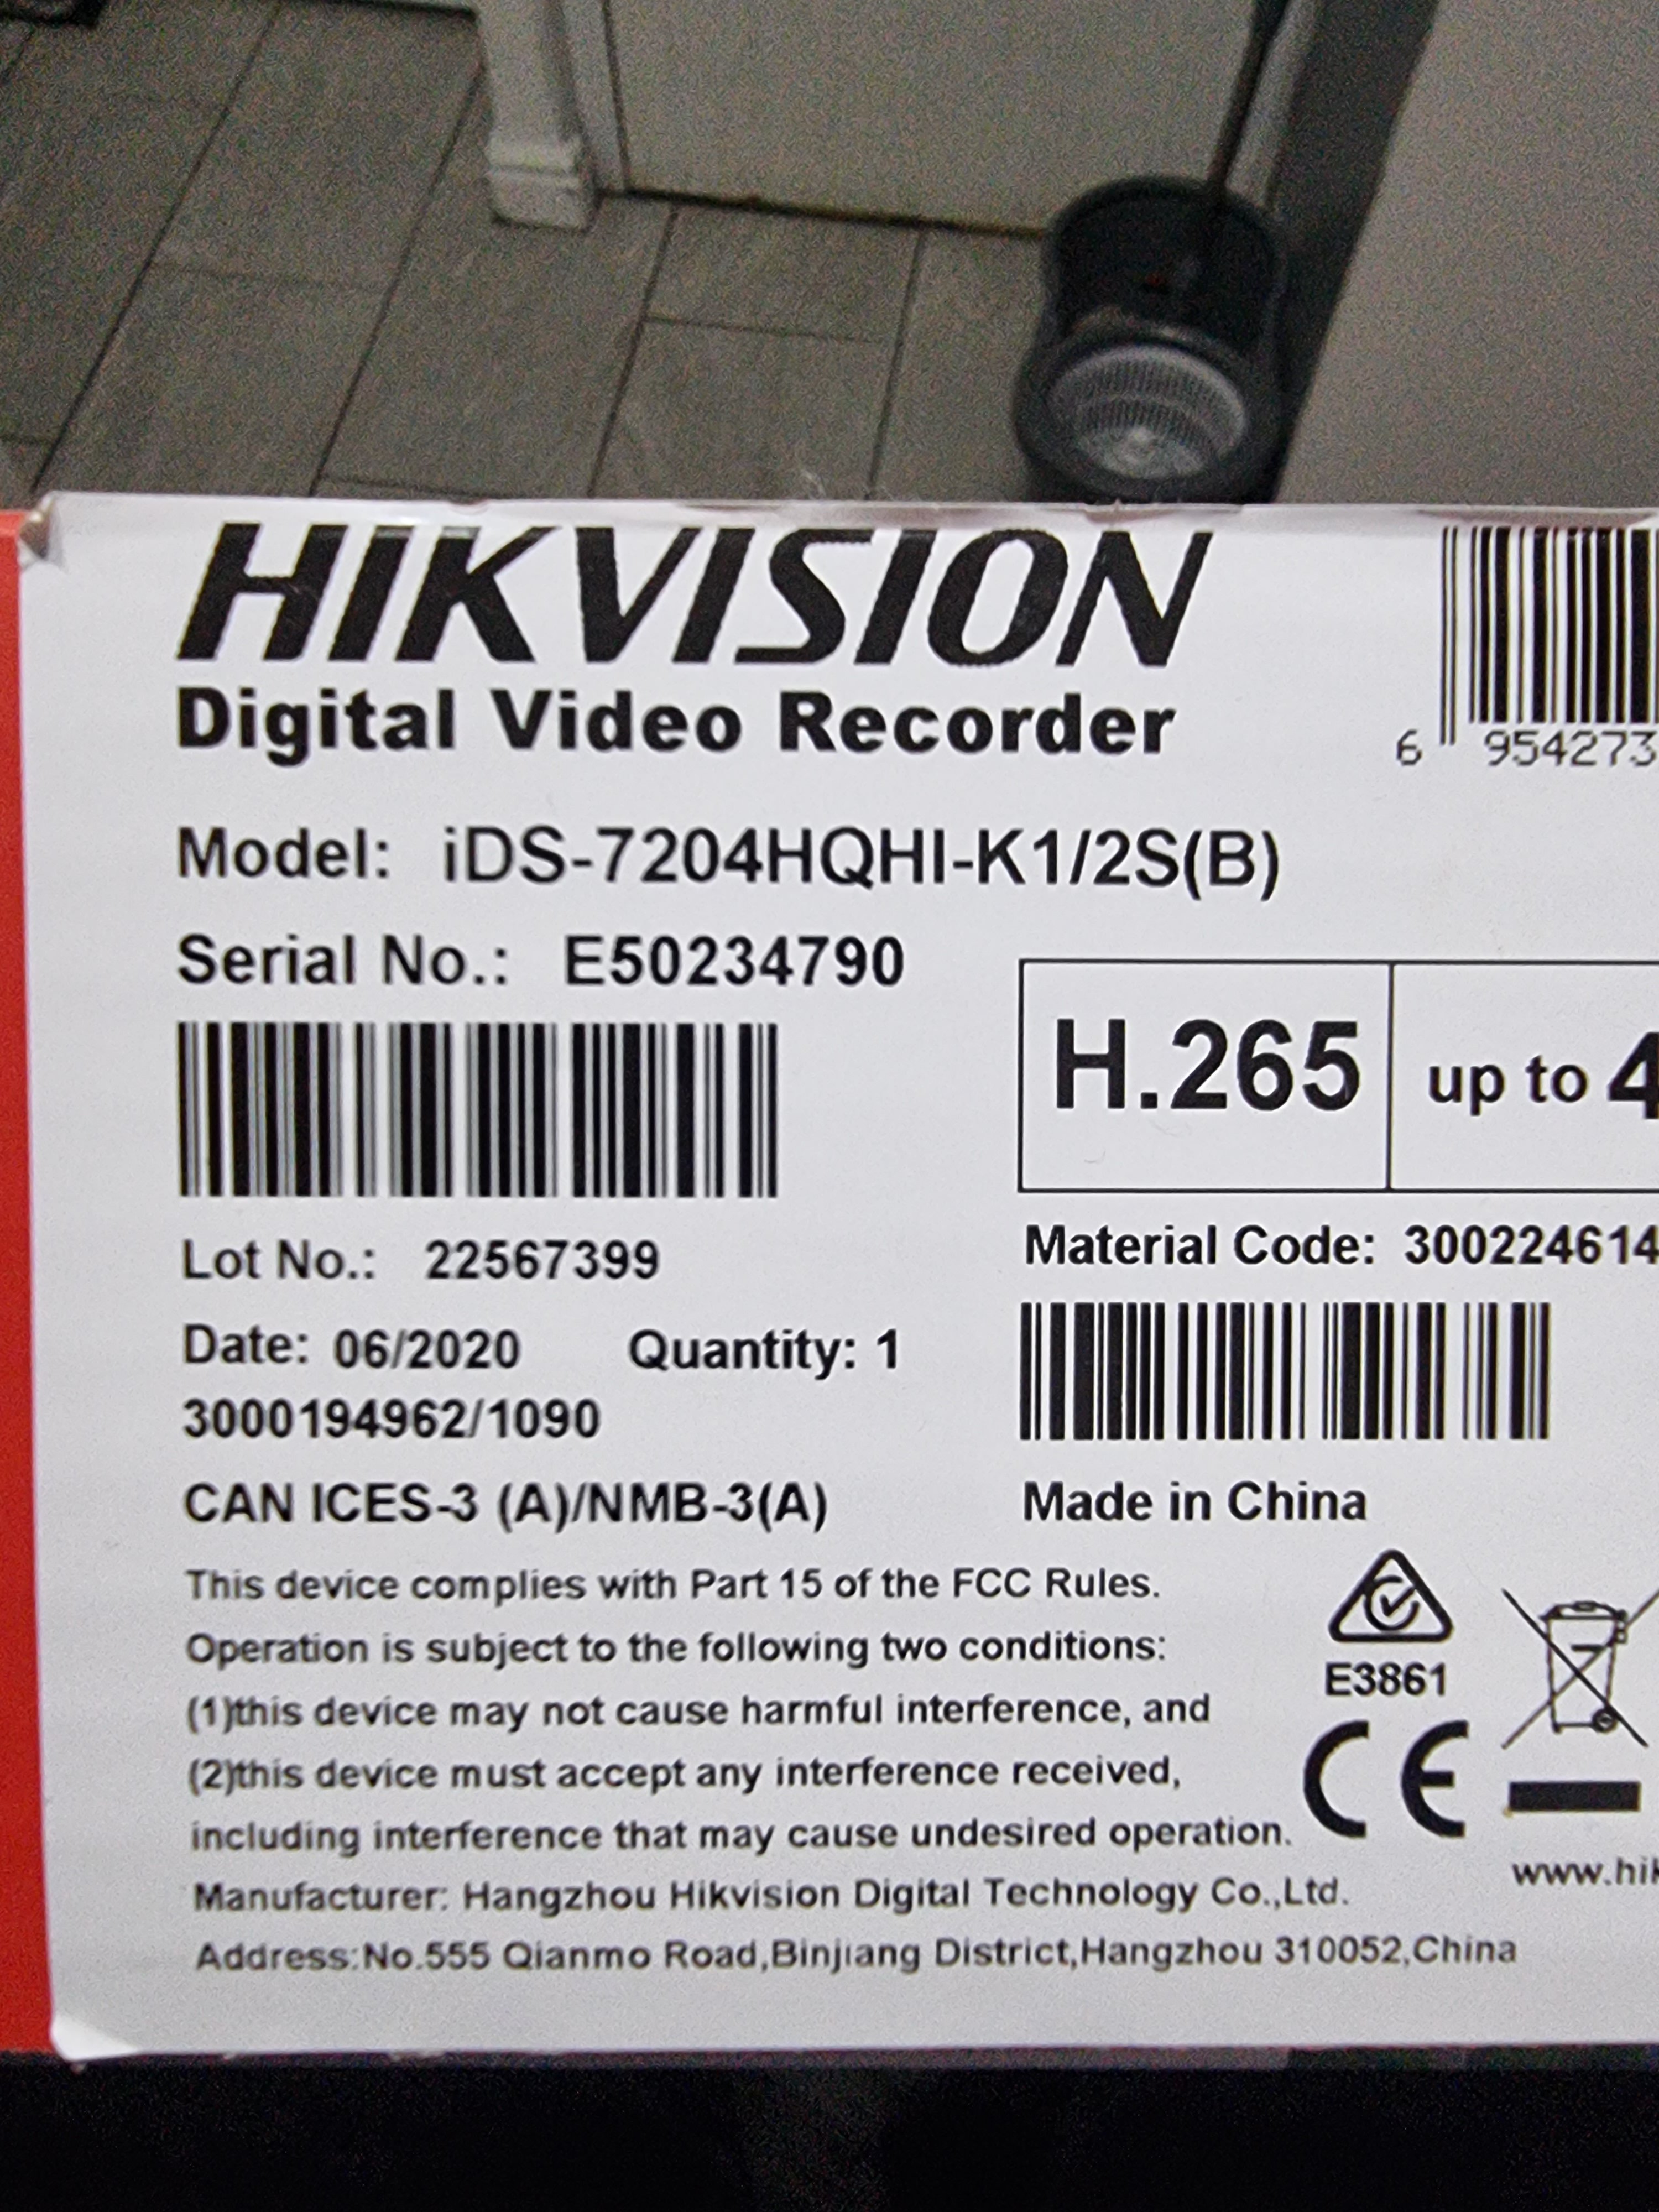 HIKVISION
6 954273
Digital Video Recorder
Model: iDS-7204HQHI-K1/2S(B)
Serial No.: E50234790
H.265
up to 4
Lot No.: 22567399
Material Code: 300224614
Date: 06/2020 Quantity: 1
3000194962/1090
CAN ICES-3 (A)/NMB-3(A)
Made in China
This device complies with Part 15 of the FCC Rules.
Operation is subject to the following two conditions:
(1)this device may not cause harmful interference, and
(2)this device must accept any interference received,
including interference that may cause undesired operation.
E3861
CE
www.hik
Manufacturer: Hangzhou Hikvision Digital Technology Co.,Ltd.
Address:No.555 Qianmo Road,Binjiang District,Hangzhou 310052,China